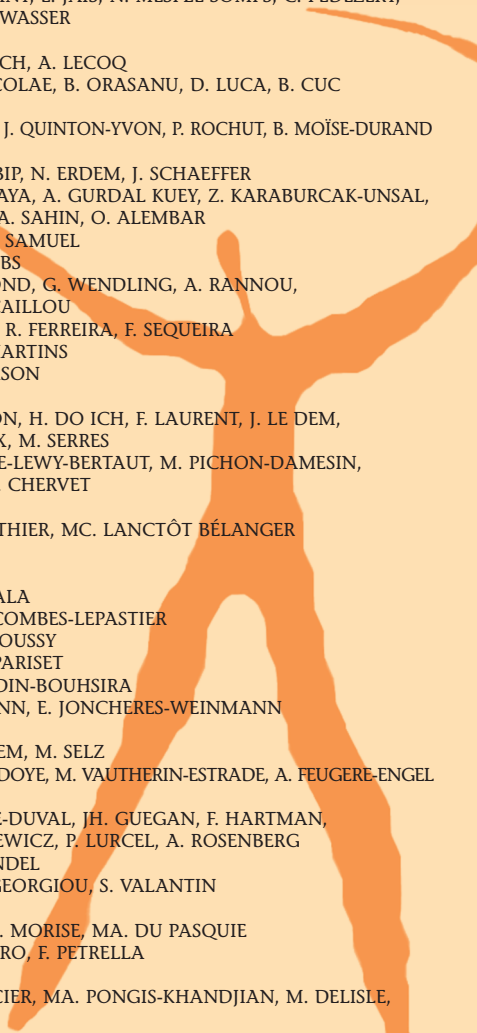 WASSER
CH, A. LECOQ
COLAE, B. ORASANU, D. LUCA, B. CUC
J. QUINTON-YVON, P. ROCHUT, B. MOÏSE-DURAND
BIP, N. ERDEM, J. SCHAEFFER
AYA, A. GURDAL KUEY, Z. KARABURCAK-UNSAL,
A. SAHIN, O. ALEMBAR
SAMUEL
BS
OND, G. WENDLING, A. RANNOU,
CAILLOU
R. FERREIRA, F. SEQUEIRA
MARTINS
SON
ON, H. DO ICH, F. LAURENT, J. LE DEM,
X, M. SERRES
E-LEWY-BERTAUT, M. PICHON-DAMESIN,
. CHERVET
THIER, MC. LANCTÔT BÉLANGER
ALA
COMBES-LEPASTIER
OUSSY
PARISET
DIN-BOUHSIRA
NN, E. JONCHERES-WEINMANN
EM, M. SELZ
DOYE, M. VAUTHERIN-ESTRADE, A. FEUGERE-ENGEL
E-DUVAL, JH. GUEGAN, F. HARTMAN,
EWICZ, P. LURCEL, A. ROSENBERG
NDEL
GEORGIOU, S. VALANTIN
. MORISE, MA. DU PASQUIE
RO, F. PETRELLA
CIER, MA. PONGIS-KHANDJIAN, M. DELISLE,